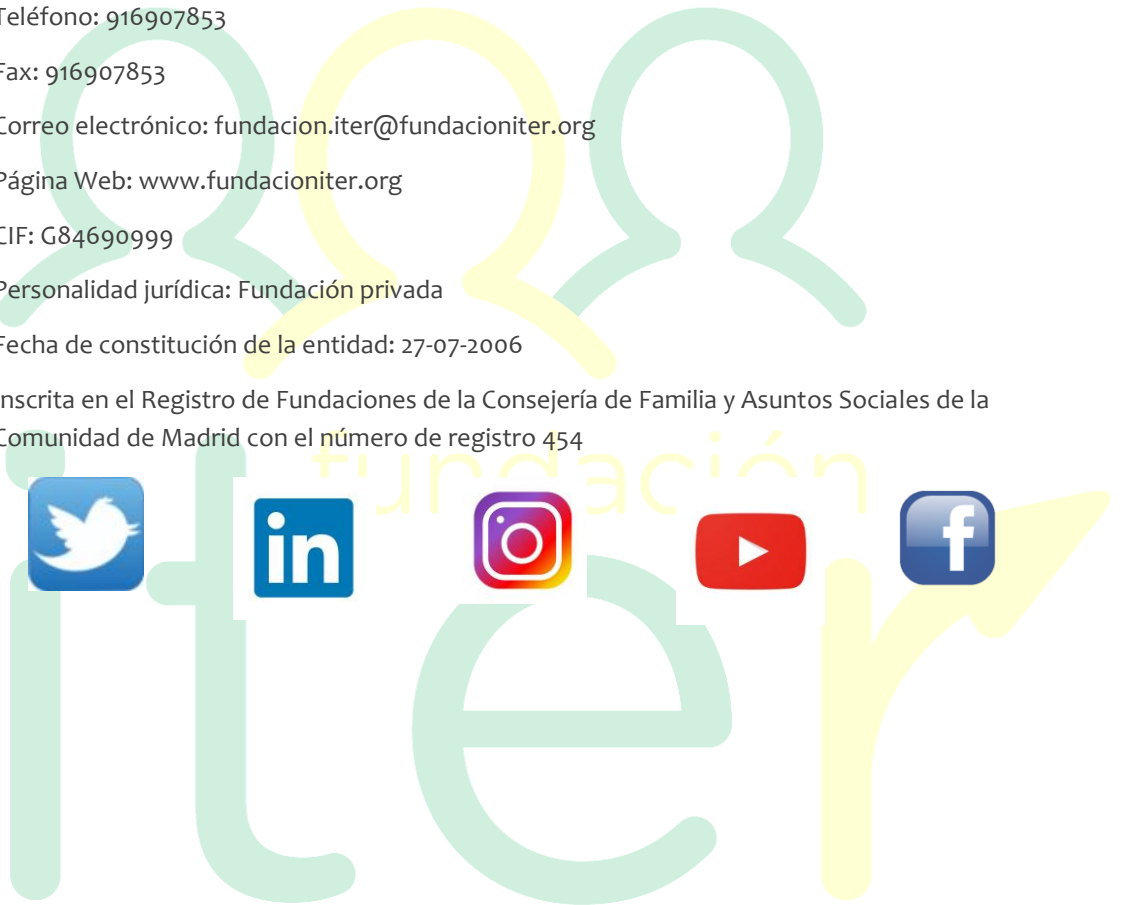 Teléfono: 916907853
Fax: 916907853
Correo electrónico: fundacion.iter@fundacioniter.org
Página Web: www.fundacioniter.org
CIF: G84690999
Personalidad jurídica: Fundación privada
Fecha de constitución de la entidad: 27-07-2006
Inscrita en el Registro de Fundaciones de la Consejería de Familia y Asuntos Sociales de la
Comunidad de Madrid con el número de registro 454
fundación
in
f
iter